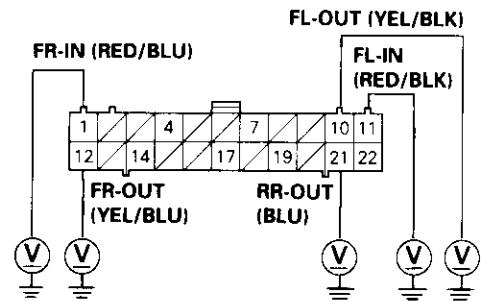 FL-OUT (YEL/BLK)
FR-IN (RED/BLU)
FL-IN
(RED/BLK)
1 4 7 10 11
12 14 17 19 21 22
FR-OUT
(YEL/BLU)
RR-OUT
(BLU)
V V V V V